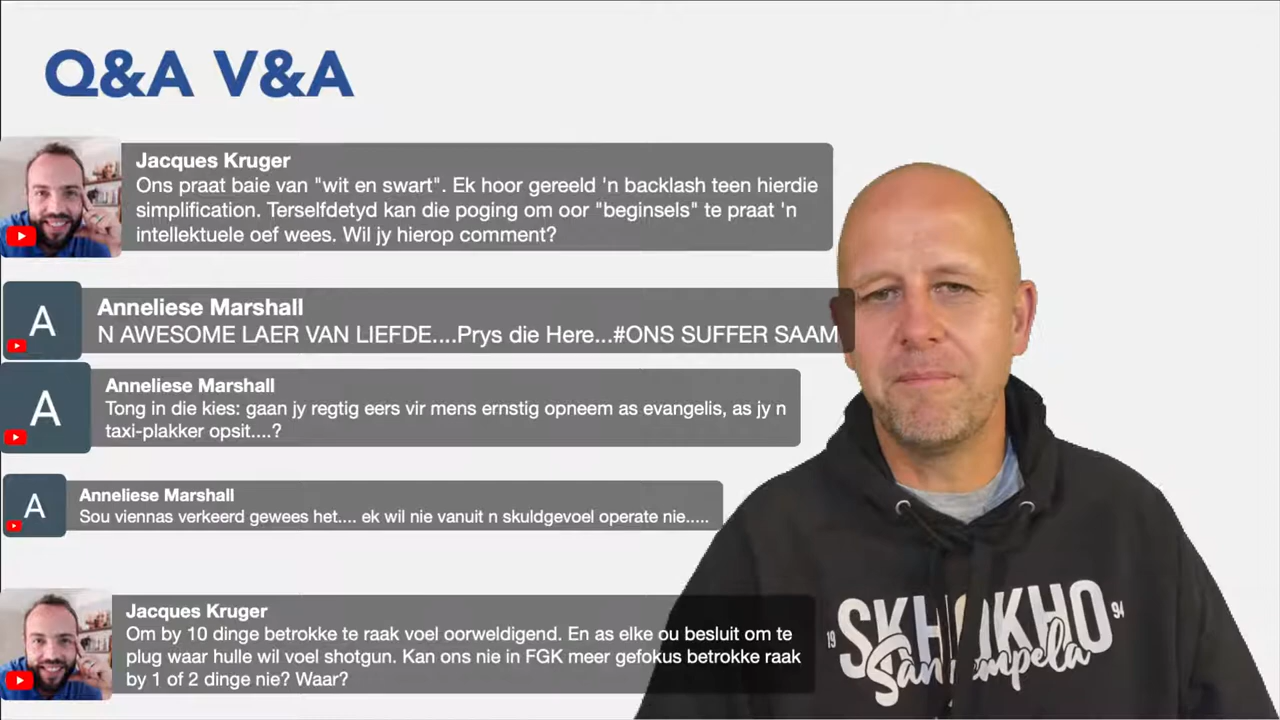 Q&A V&A
Jacques Kruger
Ons praat baie van "wit en swart". Ek hoor gereeld 'n backlash teen hierdie
simplification. Terselfdetyd kan die poging om oor "beginsels" te praat 'n
intellektuele oef wees. Wil jy hierop comment?
A
Anneliese Marshall
N AWESOME LAER VAN LIEFDE....Prys die Here...#ONS SUFFER SAAM
A
Anneliese Marshall
Tong in die kies: gaan jy regtig eers vir mens ernstig opneem as evangelis, as jy n
taxi-plakker opsit....?
A
Anneliese Marshall
Sou viennas verkeerd gewees het.... ek wil nie vanuit n skuldgevoel operate nie.....
Jacques Kruger
Om by 10 dinge betrokke te raak voel oorweldigend. En as elke ou besluit om te
plug waar hulle wil voel shotgun. Kan ons nie in FGK meer gefokus betrokke raak
by 1 of 2 dinge nie? Waar?
19
94